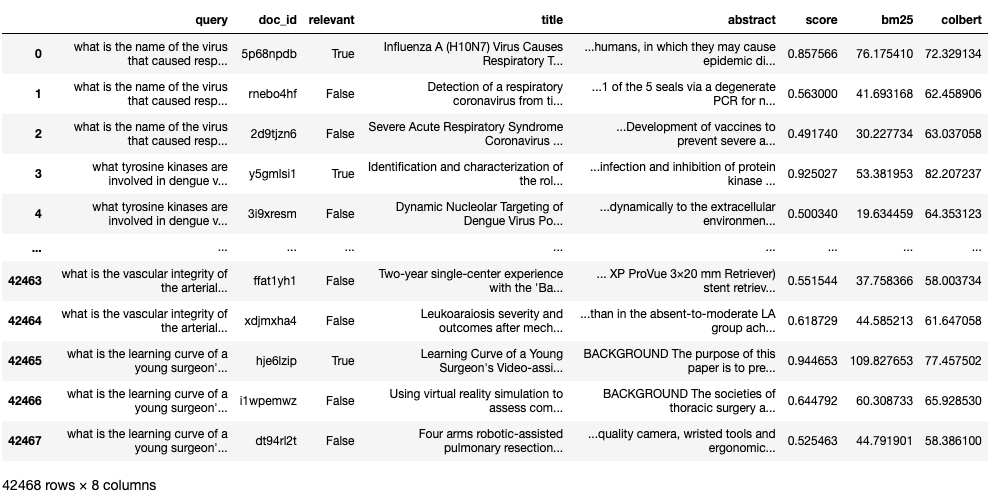 query doc_id relevant title abstract score bm25 colbert
0 what is the name of the virus that caused resp... 5p68npdb True Influenza A (H10N7) Virus Causes Respiratory T... ...humans, in which they may cause epidemic di... 0.857566 76.175410 72.329134
1 what is the name of the virus that caused resp... rnebo4hf False Detection of a respiratory coronavirus from ti... ...1 of the 5 seals via a degenerate PCR for n... 0.563000 41.693168 62.458906
2 what is the name of the virus that caused resp... 2d9tjzn6 False Severe Acute Respiratory Syndrome Coronavirus ... ...Development of vaccines to prevent severe a... 0.491740 30.227734 63.037058
3 what tyrosine kinases are involved in dengue v... y5gmlsi1 True Identification and characterization of the rol... ...infection and inhibition of protein kinase ... 0.925027 53.381953 82.207237
4 what tyrosine kinases are involved in dengue v... 3i9xresm False Dynamic Nucleolar Targeting of Dengue Virus Po... ...dynamically to the extracellular environmen... 0.500340 19.634459 64.353123
... ... ... ... ... ... ... ... ...
42463 what is the vascular integrity of the arterial... ffat1yh1 False Two-year single-center experience with the 'Ba... ... XP ProVue 3×20 mm Retriever) stent retriev... 0.551544 37.758366 58.003734
42464 what is the vascular integrity of the arterial... xdjmxha4 False Leukoaraiosis severity and outcomes after mech... ...than in the absent-to-moderate LA group ach... 0.618729 44.585213 61.647058
42465 what is the learning curve of a young surgeon'... hje6lzip True Learning Curve of a Young Surgeon's Video-assi... BACKGROUND The purpose of this paper is to pre... 0.944653 109.827653 77.457502
42466 what is the learning curve of a young surgeon'... i1wpemwz False Using virtual reality simulation to assess com... BACKGROUND The societies of thoracic surgery a... 0.644792 60.308733 65.928530
42467 what is the learning curve of a young surgeon'... dt94rl2t False Four arms robotic-assisted pulmonary resection... ...quality camera, wristed tools and ergonomic... 0.525463 44.791901 58.386100
42468 rows × 8 columns